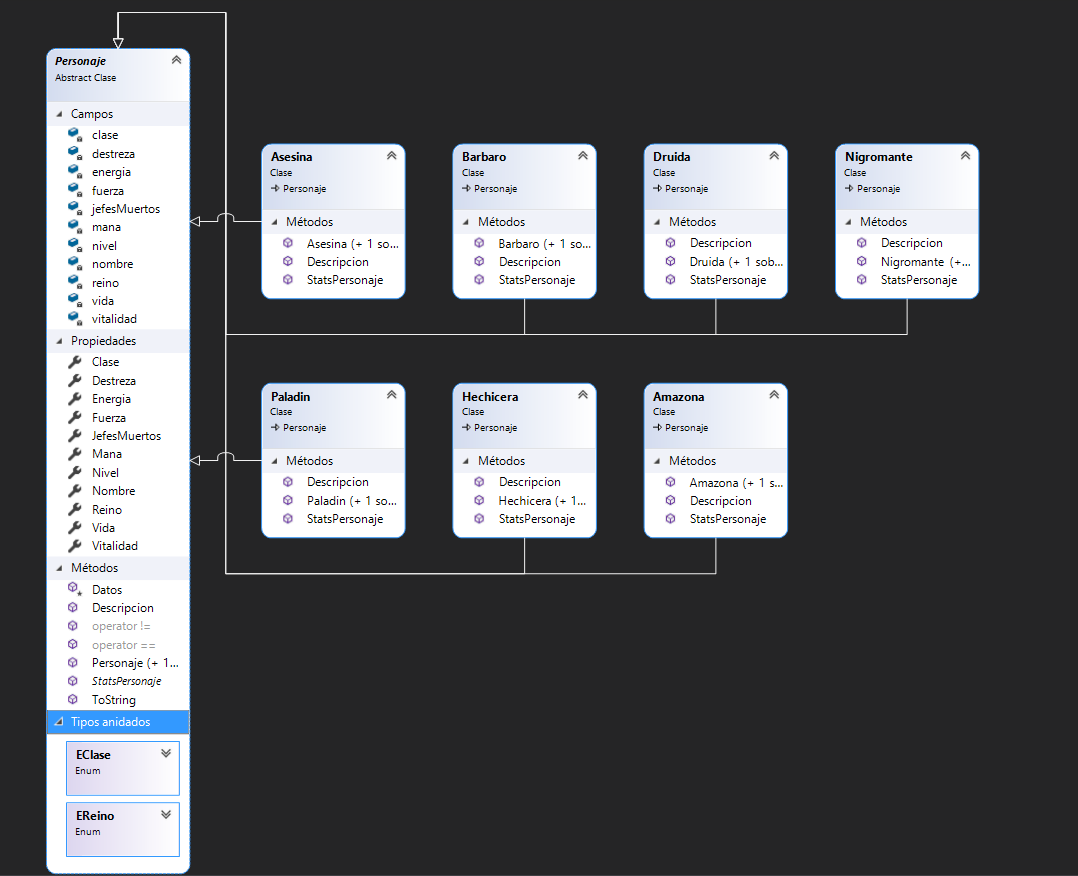 Personaje
Abstract Clase
Campos
clase
destreza
energia
fuerza
jefesMuertos
mana
nivel
nombre
reino
vida
vitalidad
Propiedades
Clase
Destreza
Energia
Fuerza
JefesMuertos
Mana
Nivel
Nombre
Reino
Vida
Vitalidad
Métodos
Datos
Descripcion
operator !=
operator ==
Personaje (+ 1...
StatsPersonaje
ToString
Tipos anidados
EClase
Enum
EReino
Enum
Asesina
Clase
Personaje
Métodos
Asesina (+ 1 so...
Descripcion
StatsPersonaje
Barbaro
Clase
Personaje
Métodos
Barbaro (+ 1 so...
Descripcion
StatsPersonaje
Druida
Clase
Personaje
Métodos
Descripcion
Druida (+ 1 sob...
StatsPersonaje
Nigromante
Clase
Personaje
Métodos
Descripcion
Nigromante (+...
StatsPersonaje
Paladin
Clase
Personaje
Métodos
Descripcion
Paladin (+ 1 so...
StatsPersonaje
Hechicera
Clase
Personaje
Métodos
Descripcion
Hechicera (+ 1...
StatsPersonaje
Amazona
Clase
Personaje
Métodos
Amazona (+ 1 s...
Descripcion
StatsPersonaje